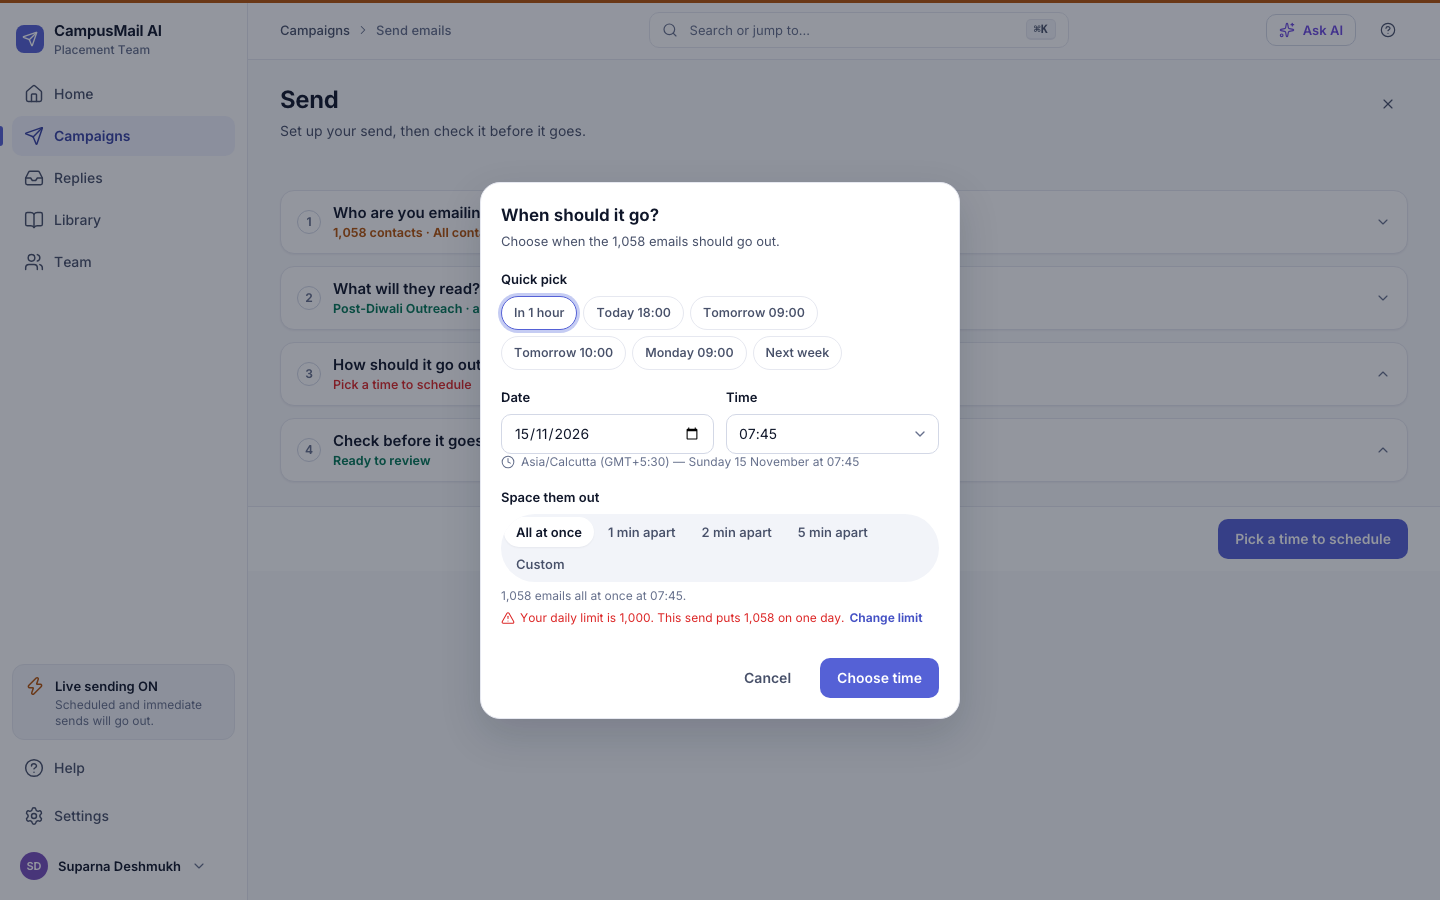 CampusMail AI
Placement Team
Home
Campaigns
Replies
Library
Team
Live sending ON
Scheduled and immediate
sends will go out.
Help
Settings
SD
Suparna Deshmukh
Campaigns
Send emails
Search or jump to...
⌘K
Ask AI
Send
Set up your send, then check it before it goes.
1
Who are you emailin
1,058 contacts · All cont
2
What will they read?
Post-Diwali Outreach · a
3
How should it go out
Pick a time to schedule
4
Check before it goes
Ready to review
Pick a time to schedule
When should it go?
Choose when the 1,058 emails should go out.
Quick pick
In 1 hour
Today 18:00
Tomorrow 09:00
Tomorrow 10:00
Monday 09:00
Next week
Date
Time
15/11/2026
07:45
Asia/Calcutta (GMT+5:30) — Sunday 15 November at 07:45
Space them out
All at once
1 min apart
2 min apart
5 min apart
Custom
1,058 emails all at once at 07:45.
Your daily limit is 1,000. This send puts 1,058 on one day. Change limit
Cancel
Choose time